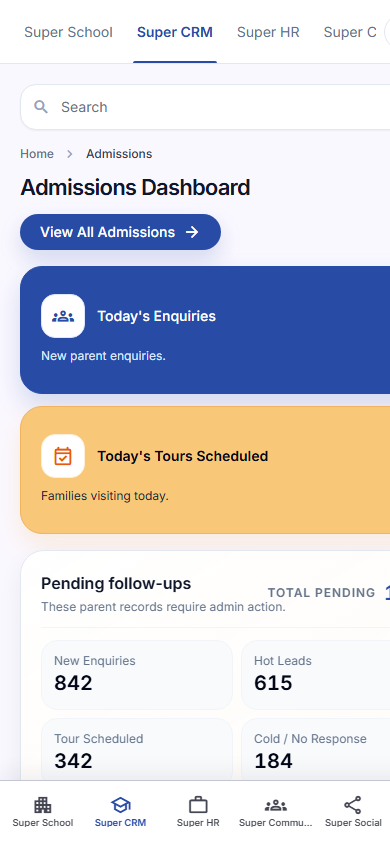 Super School
Super CRM
Super HR
Super C
Search
Home
Admissions
Admissions Dashboard
View All Admissions
Today's Enquiries
New parent enquiries.
Today's Tours Scheduled
Families visiting today.
Pending follow-ups
TOTAL PENDING
These parent records require admin action.
New Enquiries
842
Hot Leads
615
Tour Scheduled
342
Cold / No Response
184
Super School
Super CRM
Super HR
Super Commu...
Super Social